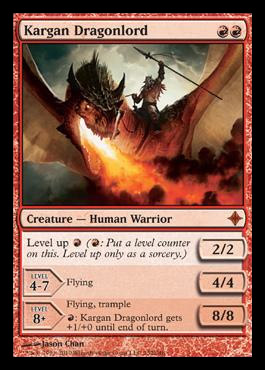 Kargan Dragonlord
Creature — Human Warrior
Level up (: Put a level counter
on this. Level up only as a sorcery.)
2/2
LEVEL
4-7
Flying
4/4
LEVEL
8+
Flying, trample
: Kargan Dragonlord gets
+1/+0 until end of turn.
8/8
Jason Chan